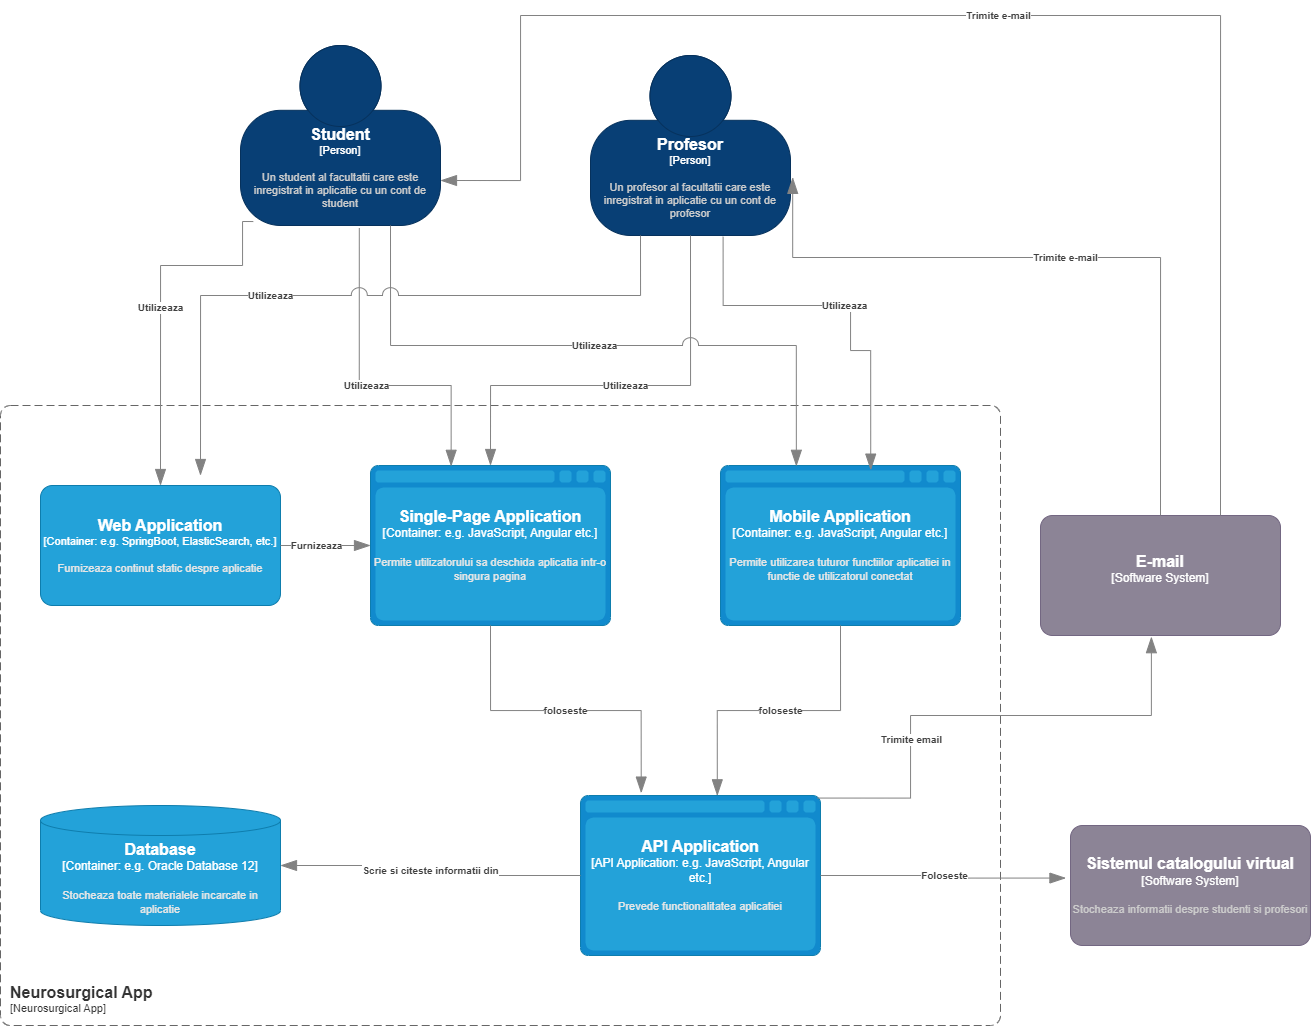 Trimite e-mail
Student
[Person]
Un student al facultatii care este
inregistrat in aplicatie cu un cont de
student
Profesor
[Person]
Un profesor al facultatii care este
inregistrat in aplicatie cu un cont de
profesor
Trimite e-mail
Utilizeaza
Utilizeaza
Utilizeaza
Utilizeaza
Utilizeaza
Utilizeaza
Web Application
[Container: e.g. SpringBoot, ElasticSearch, etc.]
Furnizeaza continut static despre aplicatie
Furnizeaza
Single-Page Application
[Container: e.g. JavaScript, Angular etc.]
Permite utilizatorului sa deschida aplicatia intr-o
singura pagina
Mobile Application
[Container: e.g. JavaScript, Angular etc.]
Permite utilizarea tuturor functiilor aplicatiei in
functie de utilizatorul conectat
E-mail
[Software System]
foloseste
foloseste
Trimite email
Database
[Container: e.g. Oracle Database 12]
Stocheaza toate materialele incarcate in
aplicatie
Scrie si citeste informatii din
API Application
[API Application: e.g. JavaScript, Angular
etc.]
Prevede functionalitatea aplicatiei
Foloseste
Sistemul catalogului virtual
[Software System]
Stocheaza informatii despre studenti si profesori
Neurosurgical App
[Neurosurgical App]